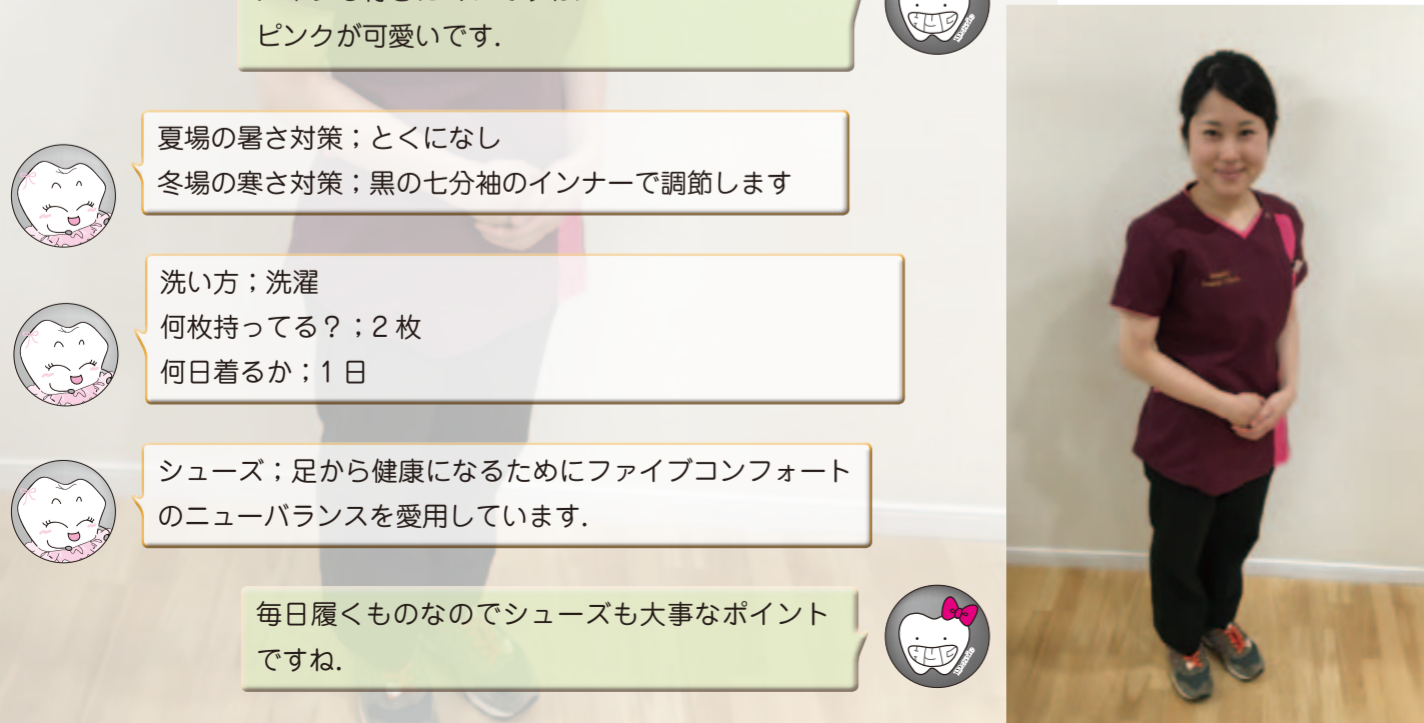 ピンクが可愛いです.
夏場の暑さ対策；とくになし
冬場の寒さ対策；黒の七分袖のインナーで調節します
洗い方；洗濯
何枚持ってる？；2 枚
何日着るか；1 日
シューズ；足から健康になるためにファイブコンフォート
のニューバランスを愛用しています.
毎日履くものなのでシューズも大事なポイント
ですね.